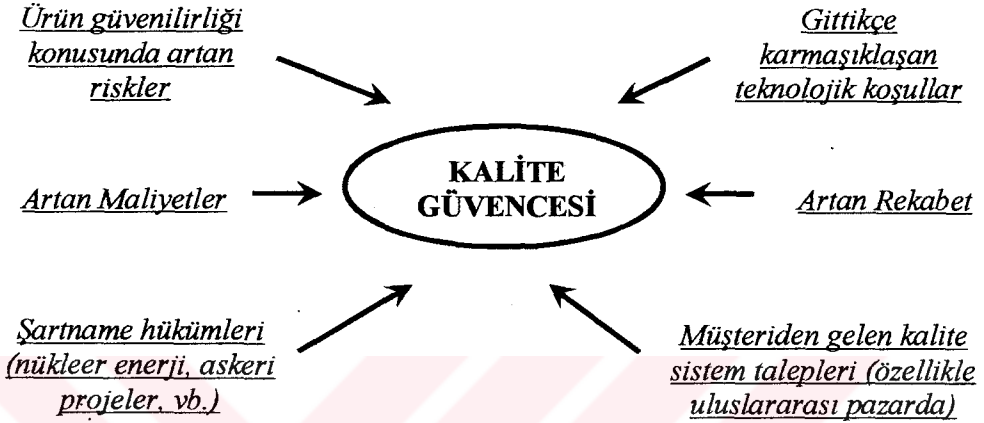 Ürün güvenilirliği
konusunda artan
riskler
Gittikçe
karmaşıklaşan
teknolojik koşullar
KALİTE
GÜVENCESİ
Artan Maliyetler
Artan Rekabet
Şartname hükümleri
(nükleer enerji, askeri
projeler, vb.)
Müşteriden gelen kalite
sistem talepleri (özellikle
uluslararası pazarda)